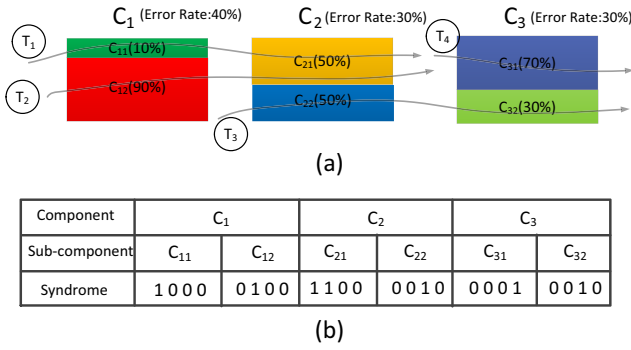 C1 (Error Rate:40%) C2 (Error Rate:30%) C3 (Error Rate:30%)
T1 C11(10%) C21(50%) T4 C31(70%)
T2 C12(90%) C22(50%) C32(30%)
T3
(a)
Component C1 C2 C3
Sub-component C11 C12 C21 C22 C31 C32
Syndrome 1 0 0 0 0 1 0 0 1 1 0 0 0 0 1 0 0 0 0 1 0 0 1 0
(b)